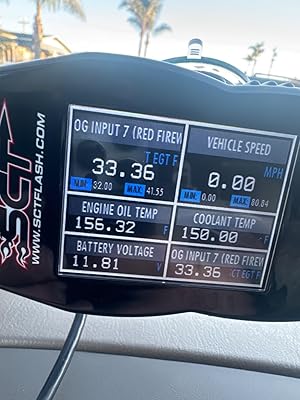 SCT
WWW.SCTFLASH.COM
OG INPUT 7 (RED FIREW
T EGT F
33.36
MIN: 32.00 MAX: 41.55
VEHICLE SPEED
MPH
0.00
MIN: 0.00 MAX: 80.84
ENGINE OIL TEMP
156.32 F
COOLANT TEMP
150.00 F
BATTERY VOLTAGE
11.81 V
OG INPUT 7 (RED FIREW
33.36 CT EGT F